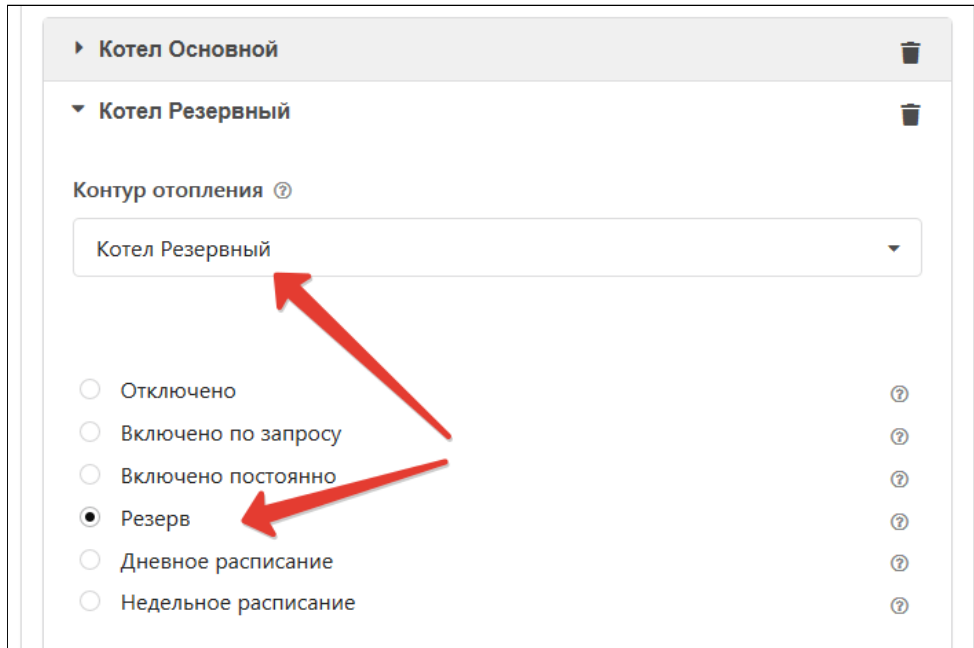 Котел Основной
Котел Резервный
Контур отопления
Котел Резервный
Отключено
Включено по запросу
Включено постоянно
Резерв
Дневное расписание
Недельное расписание